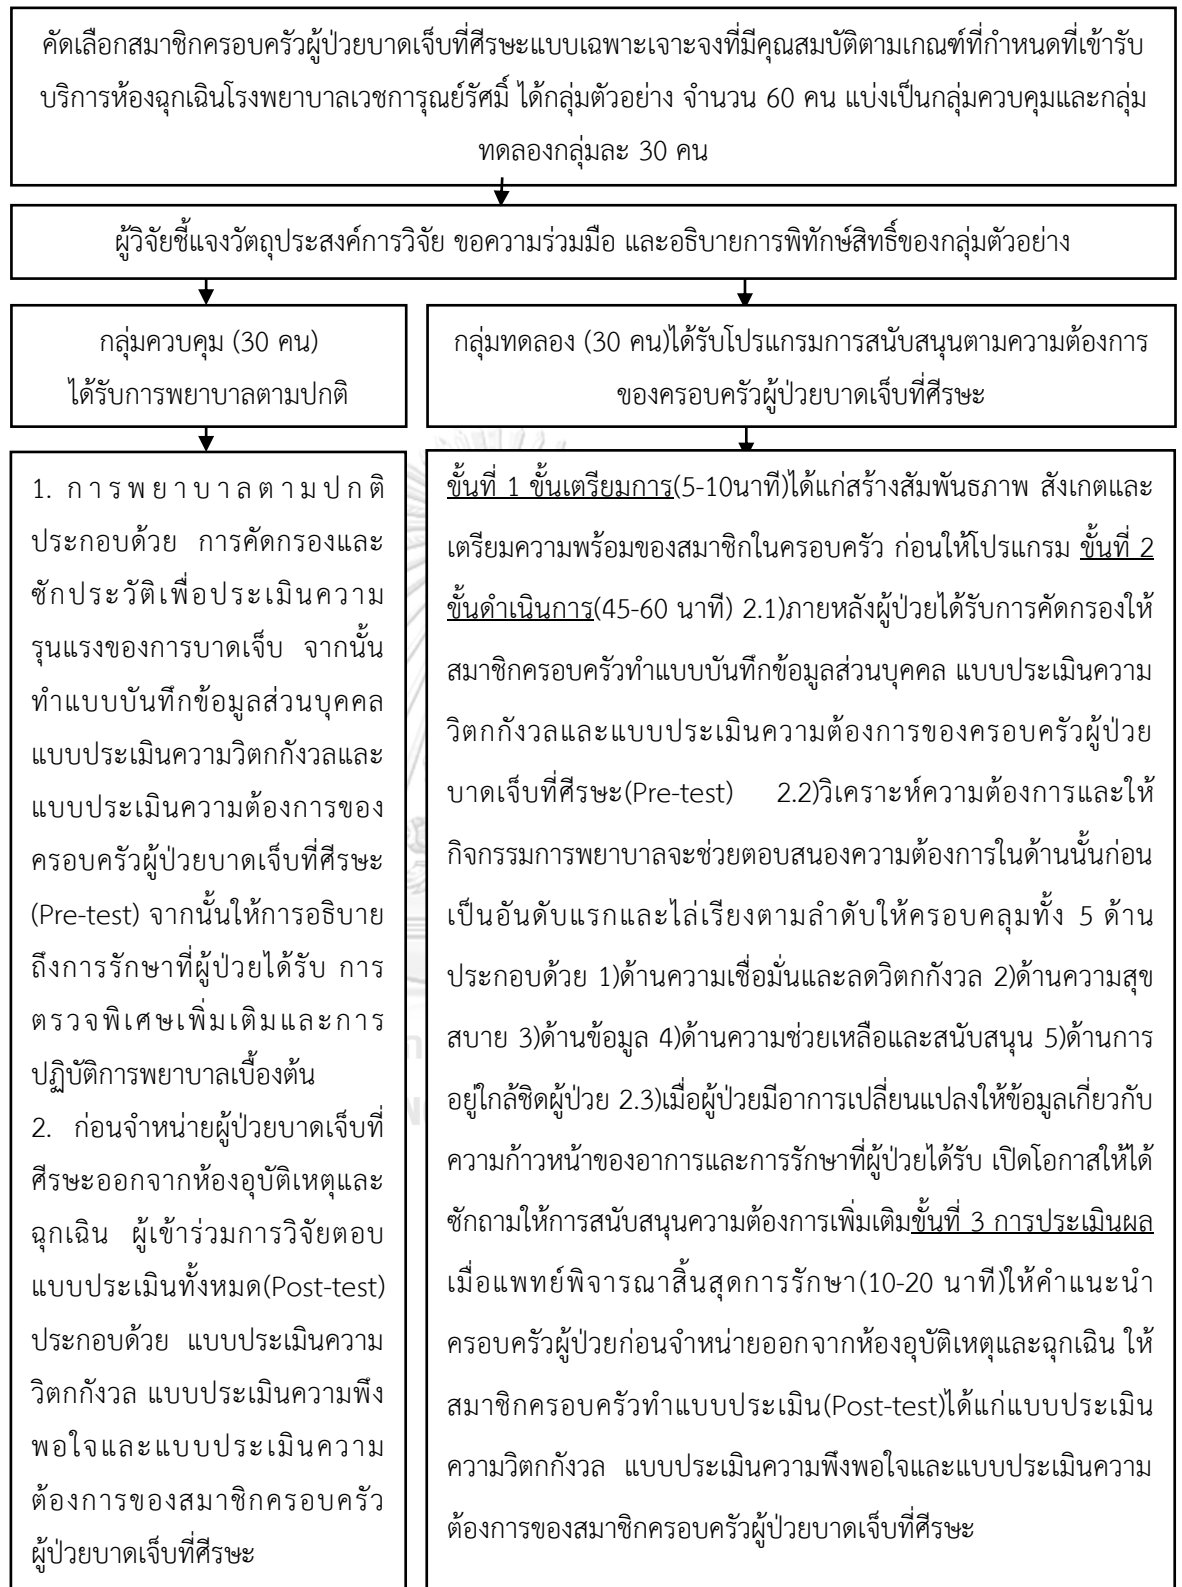 คัดเลือกสมาชิกครอบครัวผู้ป่วยบาดเจ็บที่ศีรษะแบบเฉพาะเจาะจงที่มีคุณสมบัติตามเกณฑ์ที่กำหนดที่เข้ารับ
บริการห้องฉุกเฉินโรงพยาบาลเวชการุณย์รัศมิ์ ได้กลุ่มตัวอย่าง จำนวน 60 คน แบ่งเป็นกลุ่มควบคุมและกลุ่ม
ทดลองกลุ่มละ 30 คน
ผู้วิจัยชี้แจงวัตถุประสงค์การวิจัย ขอความร่วมมือ และอธิบายการพิทักษ์สิทธิ์ของกลุ่มตัวอย่าง
กลุ่มควบคุม (30 คน)
ได้รับการพยาบาลตามปกติ
กลุ่มทดลอง (30 คน)ได้รับโปรแกรมการสนับสนุนตามความต้องการ
ของครอบครัวผู้ป่วยบาดเจ็บที่ศีรษะ
1. การพยาบาลตามปกติ
ประกอบด้วย การคัดกรองและ
ซักประวัติเพื่อประเมินความ
รุนแรงของการบาดเจ็บ จากนั้น
ทำแบบบันทึกข้อมูลส่วนบุคคล
แบบประเมินความวิตกกังวลและ
แบบประเมินความต้องการของ
ครอบครัวผู้ป่วยบาดเจ็บที่ศีรษะ
(Pre-test) จากนั้นให้การอธิบาย
ถึงการรักษาที่ผู้ป่วยได้รับ การ
ตรวจพิเศษเพิ่มเติมและการ
ปฏิบัติการพยาบาลเบื้องต้น
2. ก่อนจำหน่ายผู้ป่วยบาดเจ็บที่
ศีรษะออกจากห้องอุบัติเหตุและ
ฉุกเฉิน ผู้เข้าร่วมการวิจัยตอบ
แบบประเมินทั้งหมด(Post-test)
ประกอบด้วย แบบประเมินความ
วิตกกังวล แบบประเมินความพึง
พอใจและแบบประเมินความ
ต้องการของสมาชิกครอบครัว
ผู้ป่วยบาดเจ็บที่ศีรษะ
ขั้นที่ 1 ขั้นเตรียมการ(5-10นาที)ได้แก่สร้างสัมพันธภาพ สังเกตและ
เตรียมความพร้อมของสมาชิกในครอบครัว ก่อนให้โปรแกรม ขั้นที่ 2
ขั้นดำเนินการ(45-60 นาที) 2.1)ภายหลังผู้ป่วยได้รับการคัดกรองให้
สมาชิกครอบครัวทำแบบบันทึกข้อมูลส่วนบุคคล แบบประเมินความ
วิตกกังวลและแบบประเมินความต้องการของครอบครัวผู้ป่วย
บาดเจ็บที่ศีรษะ(Pre-test) 2.2)วิเคราะห์ความต้องการและให้
กิจกรรมการพยาบาลจะช่วยตอบสนองความต้องการในด้านนั้นก่อน
เป็นอันดับแรกและไล่เรียงตามลำดับให้ครอบคลุมทั้ง 5 ด้าน
ประกอบด้วย 1)ด้านความเชื่อมั่นและลดวิตกกังวล 2)ด้านความสุข
สบาย 3)ด้านข้อมูล 4)ด้านความช่วยเหลือและสนับสนุน 5)ด้านการ
อยู่ใกล้ชิดผู้ป่วย 2.3)เมื่อผู้ป่วยมีอาการเปลี่ยนแปลงให้ข้อมูลเกี่ยวกับ
ความก้าวหน้าของอาการและการรักษาที่ผู้ป่วยได้รับ เปิดโอกาสให้ได้
ซักถามให้การสนับสนุนความต้องการเพิ่มเติมขั้นที่ 3 การประเมินผล
เมื่อแพทย์พิจารณาสิ้นสุดการรักษา(10-20 นาที)ให้คำแนะนำ
ครอบครัวผู้ป่วยก่อนจำหน่ายออกจากห้องอุบัติเหตุและฉุกเฉิน ให้
สมาชิกครอบครัวทำแบบประเมิน(Post-test)ได้แก่แบบประเมิน
ความวิตกกังวล แบบประเมินความพึงพอใจและแบบประเมินความ
ต้องการของสมาชิกครอบครัวผู้ป่วยบาดเจ็บที่ศีรษะ